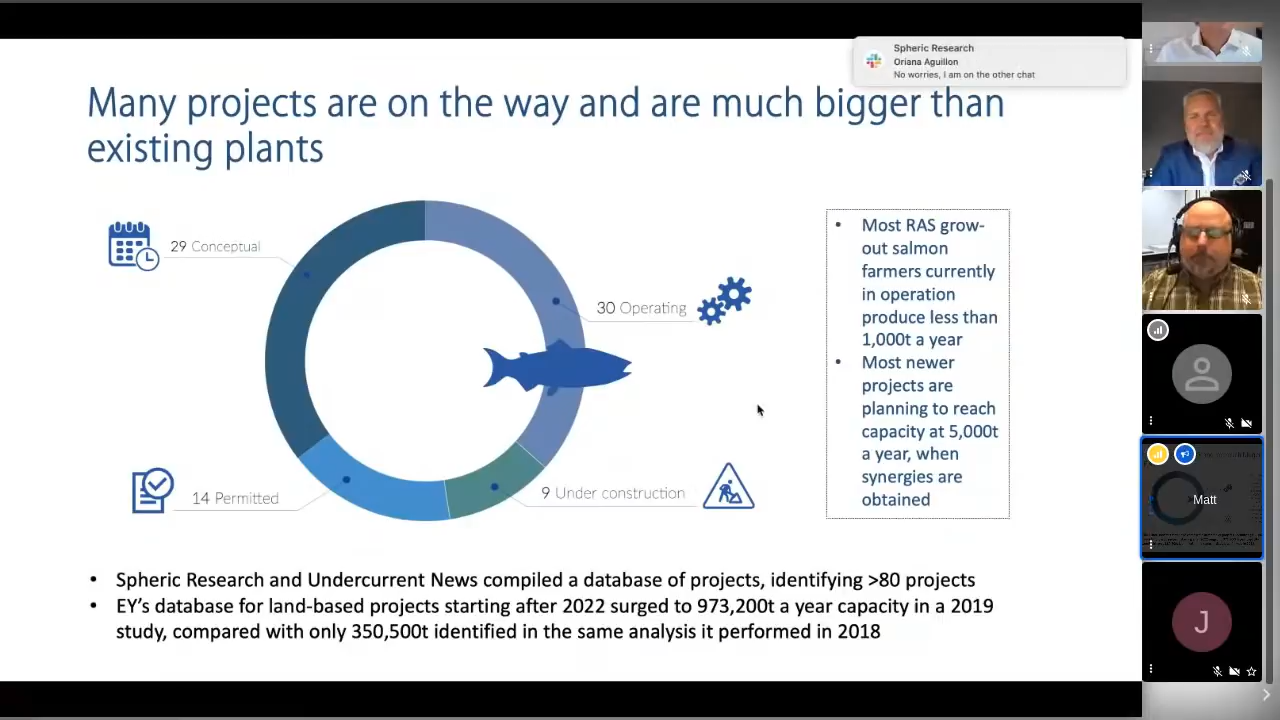 Spheric Research
Oriana Aguillon
No worries, I am on the other chat
Many projects are on the way and are much bigger than
existing plants
29 Conceptual
30 Operating
14 Permitted
9 Under construction
• Most RAS grow-
out salmon
farmers currently
in operation
produce less than
1,000t a year
• Most newer
projects are
planning to reach
capacity at 5,000t
a year, when
synergies are
obtained
• Spheric Research and Undercurrent News compiled a database of projects, identifying >80 projects
• EY’s database for land-based projects starting after 2022 surged to 973,200t a year capacity in a 2019
study, compared with only 350,500t identified in the same analysis it performed in 2018
Matt
J